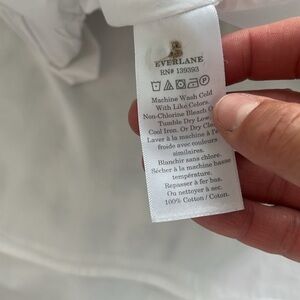 EVERLANE
RN# 139393
Machine Wash Cold
With Like Colors.
Non-Chlorine Bleach
Tumble Dry Low.
Cool Iron. Or Dry Clean
Laver à la machine à l'eau
froide avec couleurs
similaires.
Blanchir sans chlore.
Sécher à la machine basse
température.
Repasser à fer bas.
Ou nettoyer à sec.
100% Cotton / Coton.